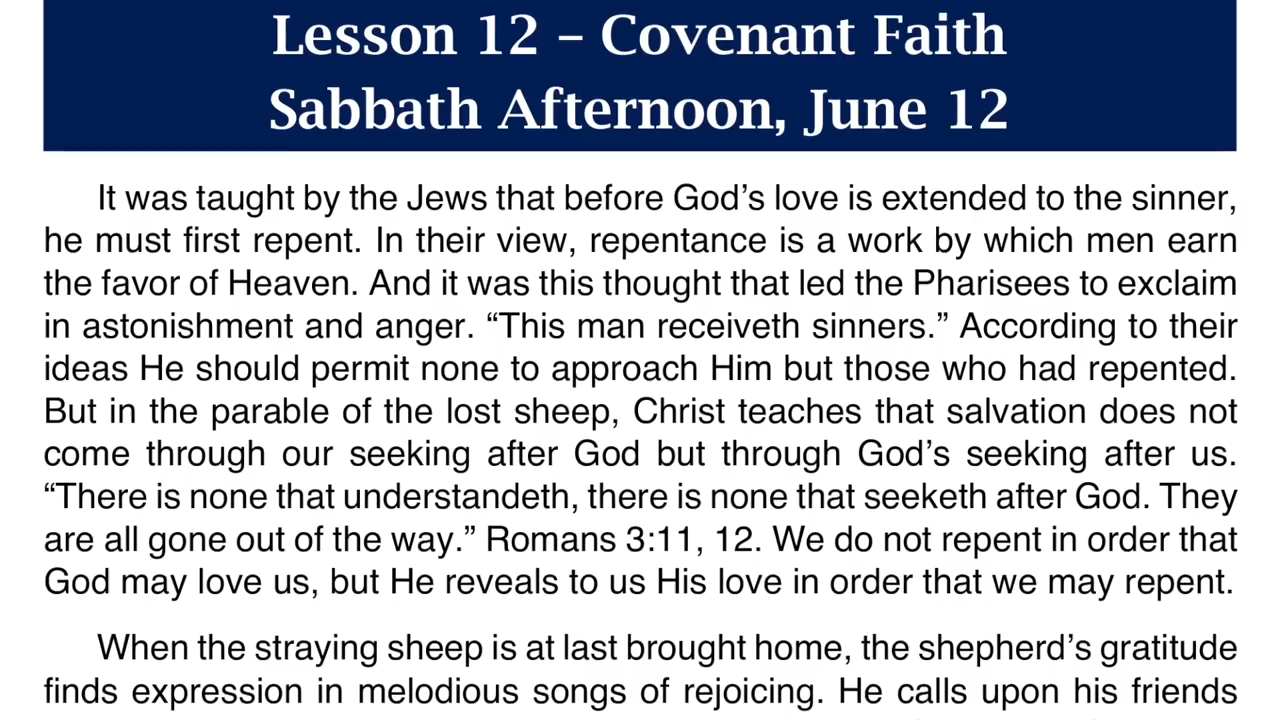 Lesson 12 – Covenant Faith
Sabbath Afternoon, June 12
It was taught by the Jews that before God’s love is extended to the sinner,
he must first repent. In their view, repentance is a work by which men earn
the favor of Heaven. And it was this thought that led the Pharisees to exclaim
in astonishment and anger. “This man receiveth sinners.” According to their
ideas He should permit none to approach Him but those who had repented.
But in the parable of the lost sheep, Christ teaches that salvation does not
come through our seeking after God but through God’s seeking after us.
“There is none that understandeth, there is none that seeketh after God. They
are all gone out of the way.” Romans 3:11, 12. We do not repent in order that
God may love us, but He reveals to us His love in order that we may repent.
When the straying sheep is at last brought home, the shepherd’s gratitude
finds expression in melodious songs of rejoicing. He calls upon his friends